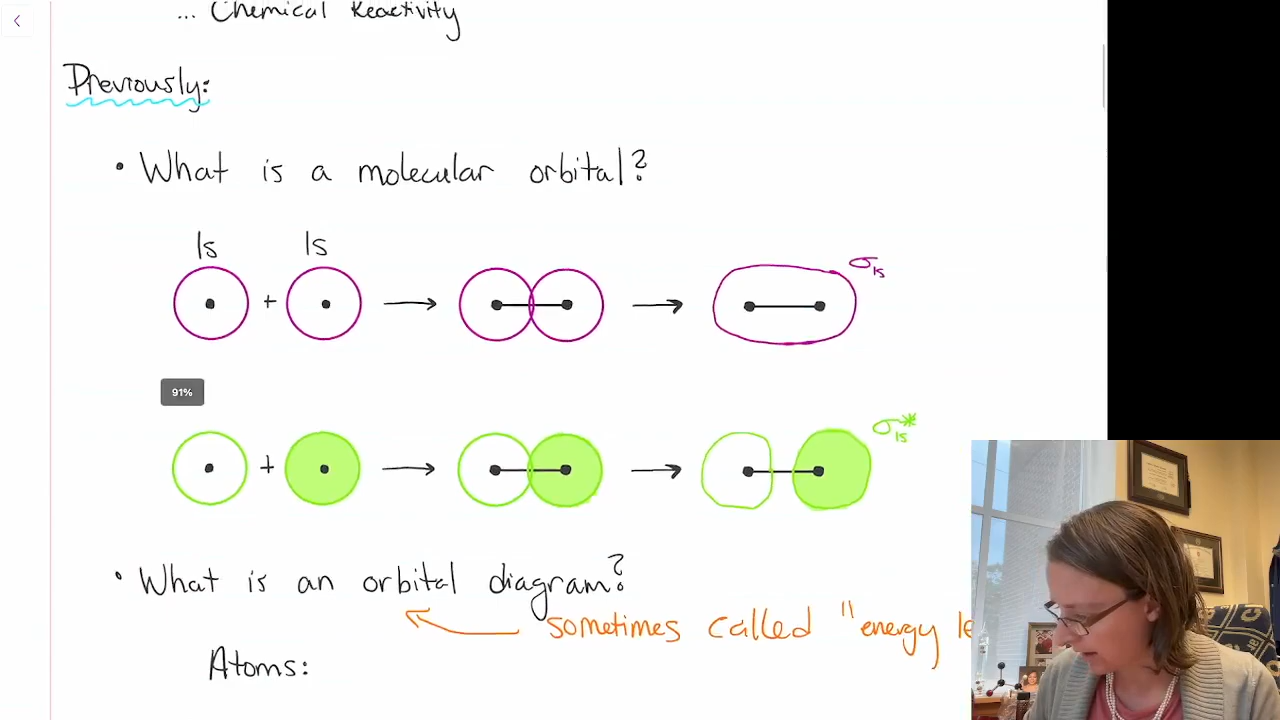 ... Chemical Reactivity
Previously:
• What is a molecular orbital?
1s 1s
+ → → σ1s
91%
+ → → σ*1s
• What is an orbital diagram?
sometimes called "energy le
Atoms: